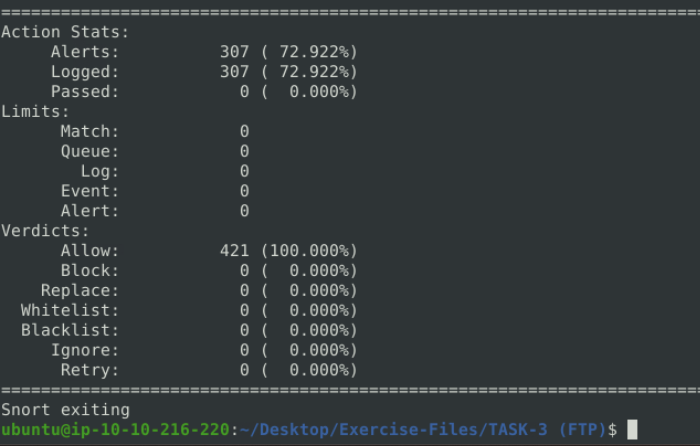 ===============================================================================
Action Stats:
     Alerts:          307 ( 72.922%)
     Logged:          307 ( 72.922%)
     Passed:            0 (  0.000%)
Limits:
      Match:            0
      Queue:            0
        Log:            0
      Event:            0
      Alert:            0
Verdicts:
      Allow:          421 (100.000%)
      Block:            0 (  0.000%)
    Replace:            0 (  0.000%)
  Whitelist:            0 (  0.000%)
  Blacklist:            0 (  0.000%)
     Ignore:            0 (  0.000%)
      Retry:            0 (  0.000%)
===============================================================================
Snort exiting
ubuntu@ip-10-10-216-220:~/Desktop/Exercise-Files/TASK-3 (FTP)$